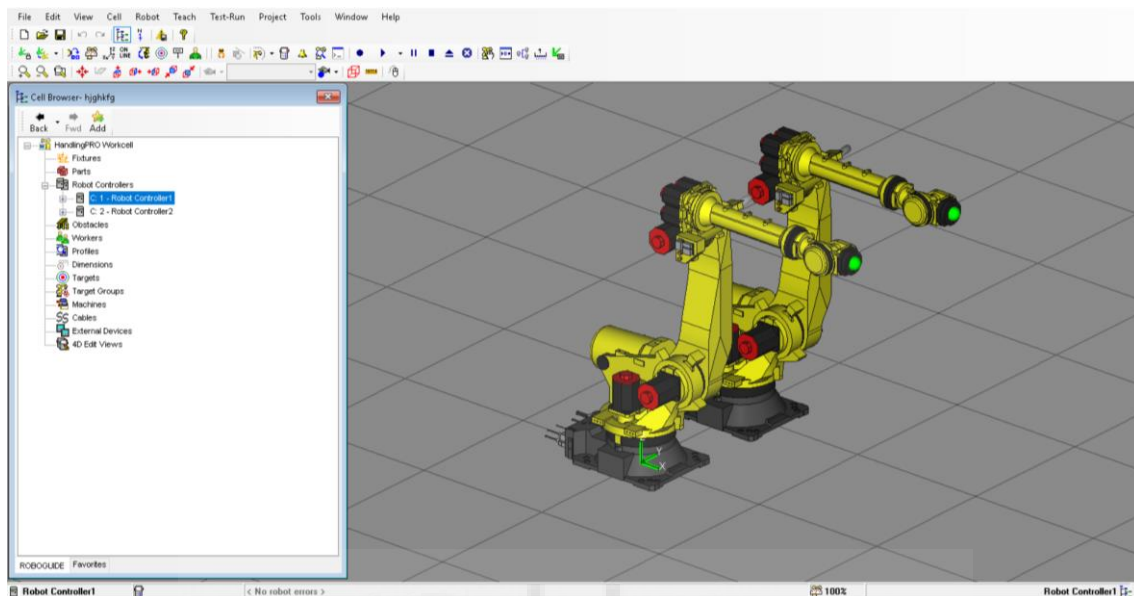 File Edit View Cell Robot Teach Test-Run Project Tools Window Help
ON
LINE
Cell Browser- hjghkfg
Back Fwd Add
HandlingPRO Workcell
Fixtures
Parts
Robot Controllers
C: 1 - Robot Controller1
C: 2 - Robot Controller2
Obstacles
Workers
Profiles
Dimensions
Targets
Target Groups
Machines
Cables
External Devices
4D Edit Views
Y
X
ROBOGUIDE Favorites
Robot Controller1 < No robot errors > 100% Robot Controller1